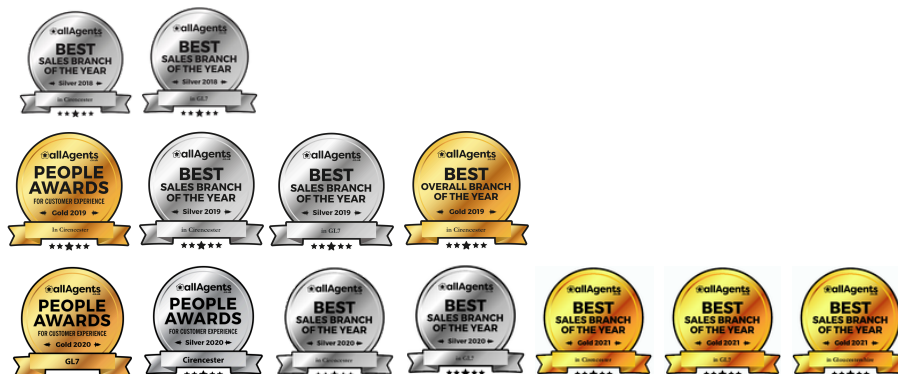 allAgents
BEST
SALES BRANCH
OF THE YEAR
Silver 2018
in Cirencester
allAgents
BEST
SALES BRANCH
OF THE YEAR
Silver 2018
in GL7
allAgents
PEOPLE
AWARDS
FOR CUSTOMER EXPERIENCE
Gold 2019
In Cirencester
allAgents
BEST
SALES BRANCH
OF THE YEAR
Silver 2019
in Cirencester
allAgents
BEST
SALES BRANCH
OF THE YEAR
Silver 2019
in GL7
allAgents
BEST
OVERALL BRANCH
OF THE YEAR
Gold 2019
in Cirencester
allAgents
PEOPLE
AWARDS
FOR CUSTOMER EXPERIENCE
Gold 2020
GL7
allAgents
PEOPLE
AWARDS
FOR CUSTOMER EXPERIENCE
Silver 2020
Cirencester
allAgents
BEST
SALES BRANCH
OF THE YEAR
Silver 2020
in Cirencester
allAgents
BEST
SALES BRANCH
OF THE YEAR
Silver 2020
in GL7
allAgents
BEST
SALES BRANCH
OF THE YEAR
Gold 2021
in Cirencester
allAgents
BEST
SALES BRANCH
OF THE YEAR
Gold 2021
in GL7
allAgents
BEST
SALES BRANCH
OF THE YEAR
Gold 2021
in Gloucestershire